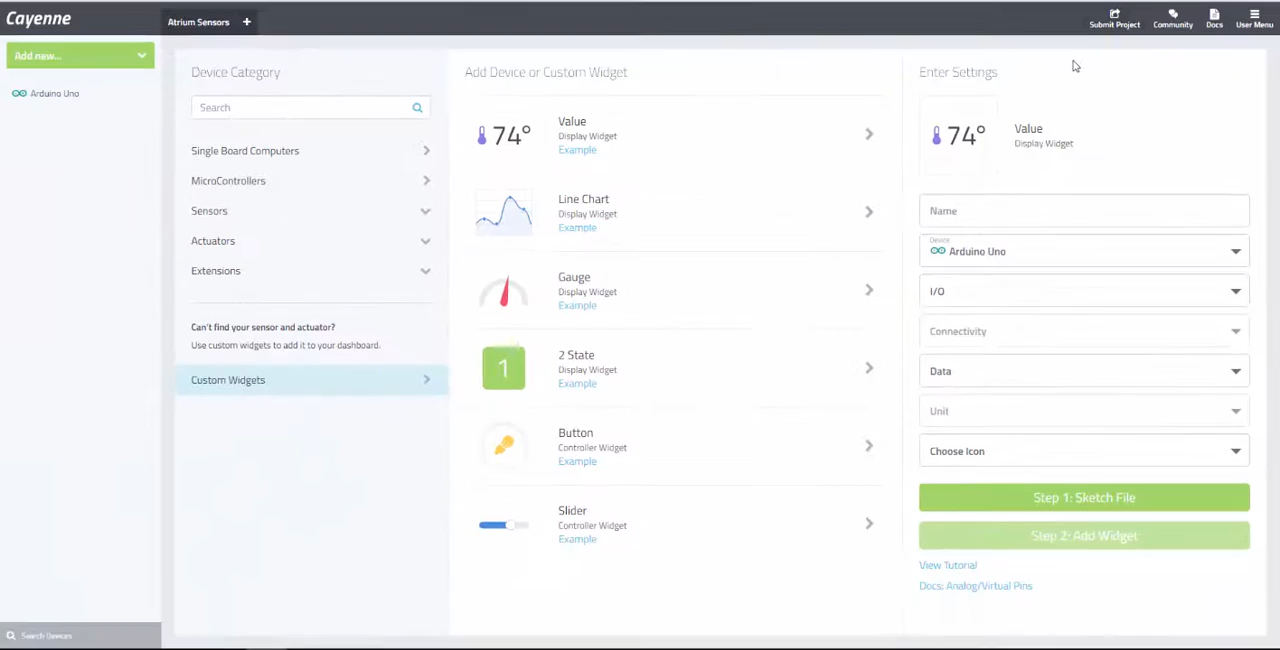 Cayenne
Atrium Sensors +
Submit Project
Community
Docs
User Menu
Add new...
Arduino Uno
Search Devices
Device Category
Search
Single Board Computers
MicroControllers
Sensors
Actuators
Extensions
Can't find your sensor and actuator?
Use custom widgets to add it to your dashboard.
Custom Widgets
Add Device or Custom Widget
74°
Value
Display Widget
Example
Line Chart
Display Widget
Example
Gauge
Display Widget
Example
1
2 State
Display Widget
Example
Button
Controller Widget
Example
Slider
Controller Widget
Example
Enter Settings
74°
Value
Display Widget
Name
Device
Arduino Uno
I/O
Connectivity
Data
Unit
Choose Icon
Step 1: Sketch File
Step 2: Add Widget
View Tutorial
Docs: Analog/Virtual Pins